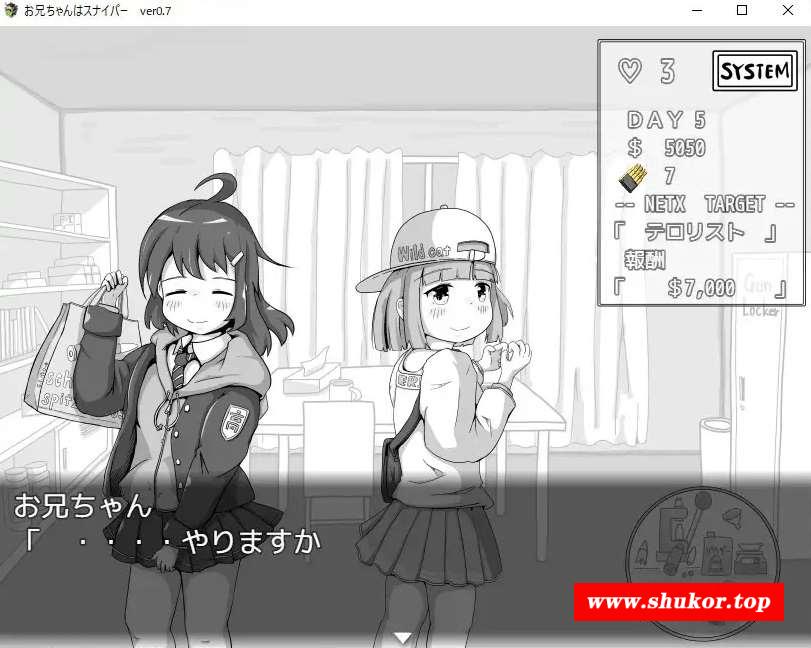 お兄ちゃんはスナイパー ver0.7
♡ 3
SYSTEM
DAY 5
$ 5050
7
-- NETX TARGET --
「 テロリスト 」
報酬
「 $7,000 」
Gun
Locker
Wild cat
高
お兄ちゃん
「 ・・・・やりますか
www.shukor.top